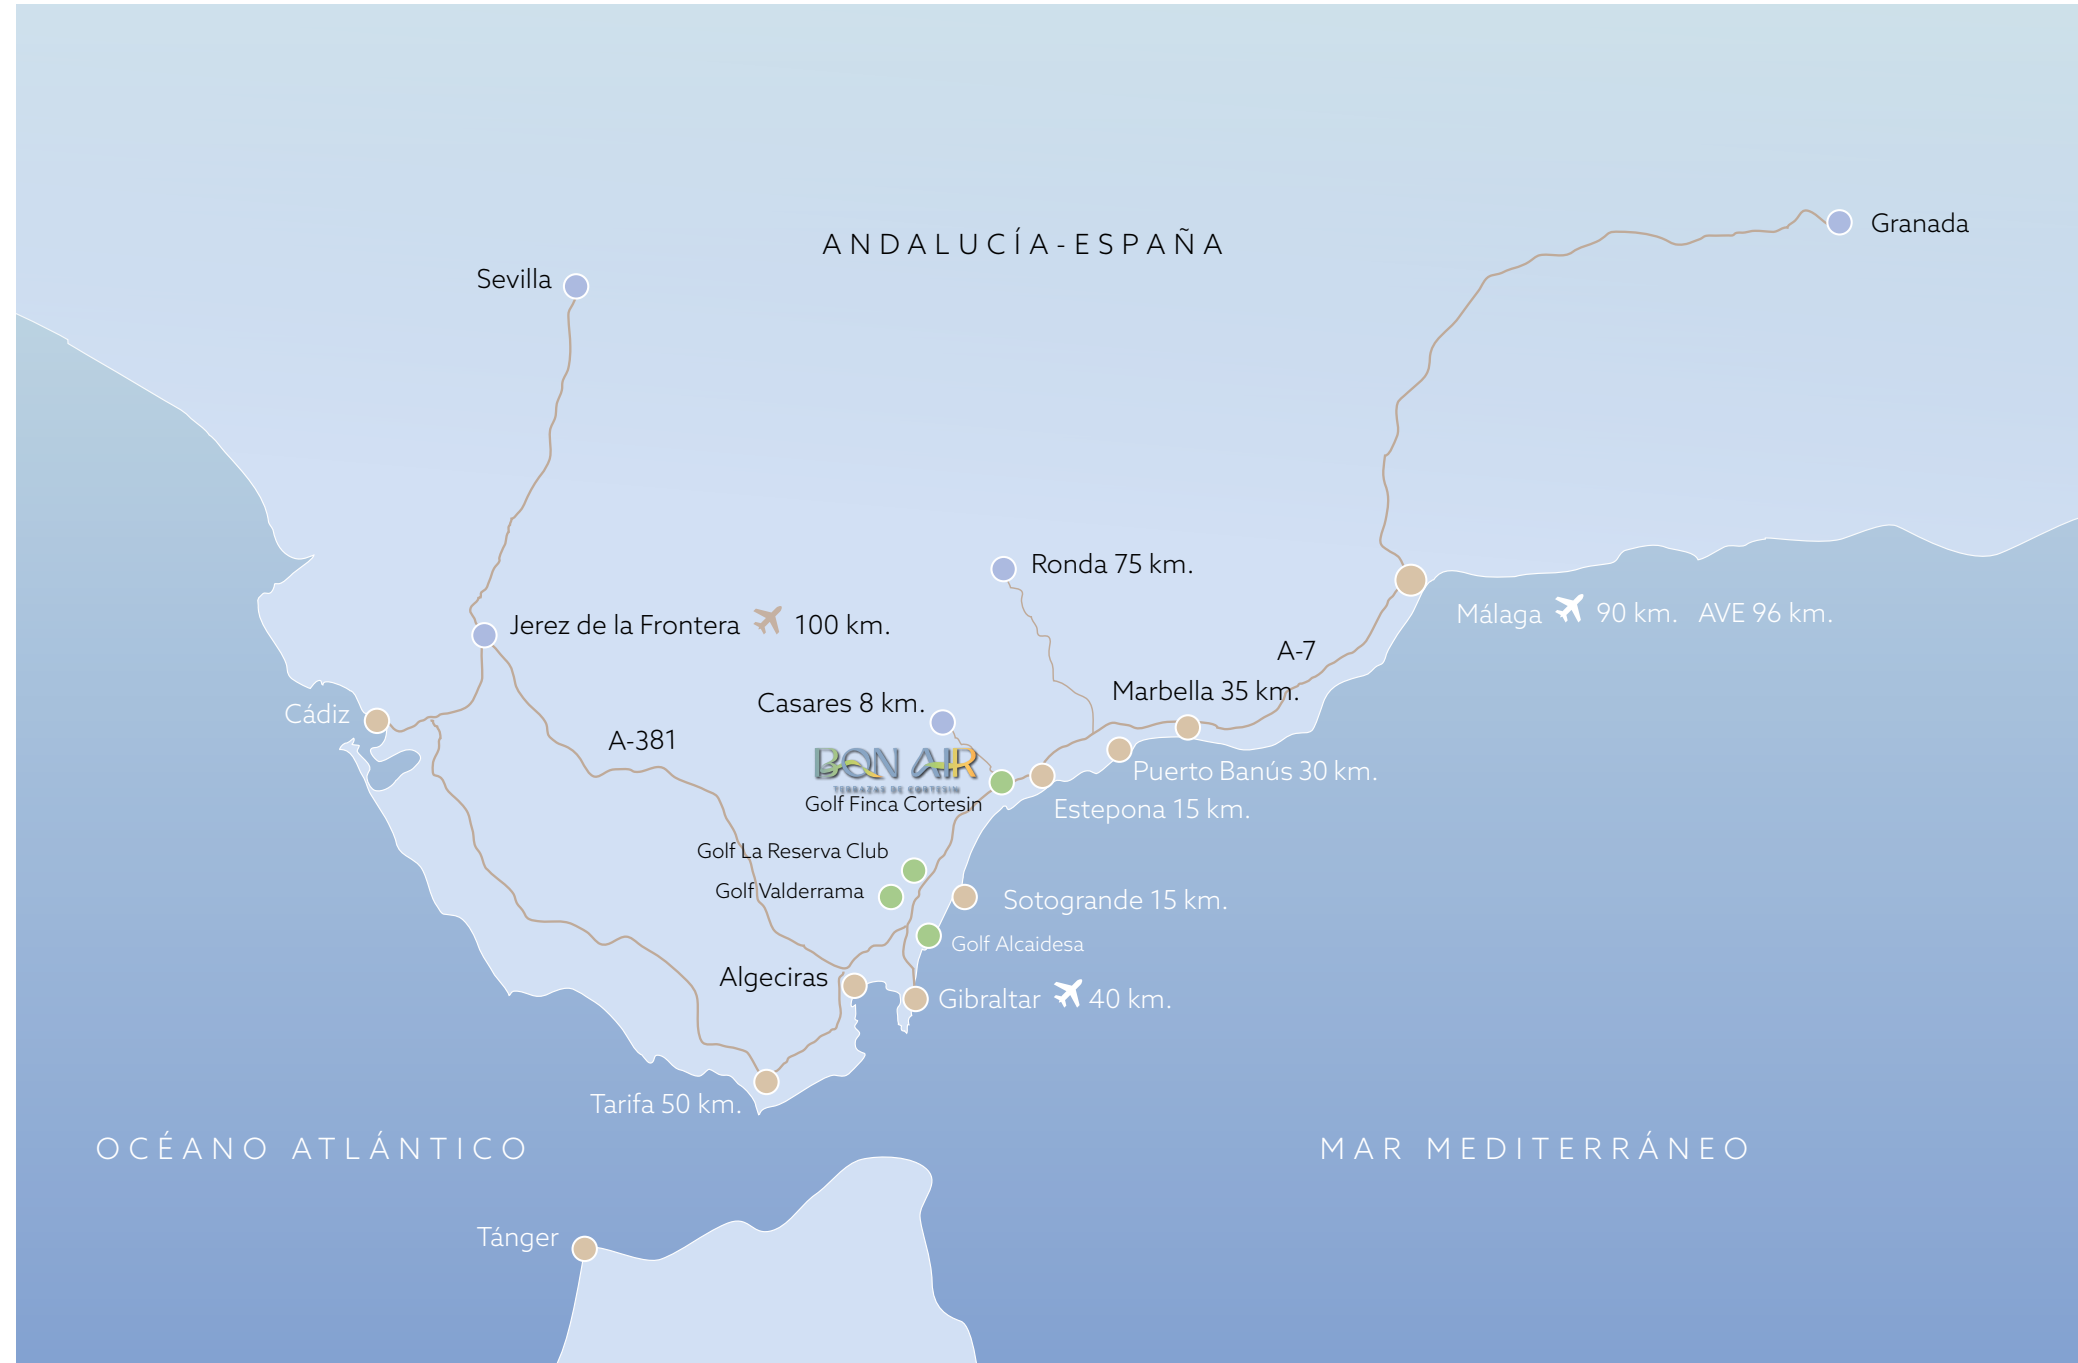 Granada
ANDALUCÍA-ESPAÑA
Sevilla
Ronda 75 km.
Málaga 90 km. AVE 96 km.
Jerez de la Frontera 100 km.
A-7
Marbella 35 km.
Casares 8 km.
Cádiz
A-381
BON AIR
TERRAZAS DE CORTESIN
Puerto Banús 30 km.
Golf Finca Cortesin
Estepona 15 km.
Golf La Reserva Club
Golf Valderrama
Sotogrande 15 km.
Golf Alcaidesa
Algeciras
Gibraltar 40 km.
Tarifa 50 km.
OCÉANO ATLÁNTICO
MAR MEDITERRÁNEO
Tánger